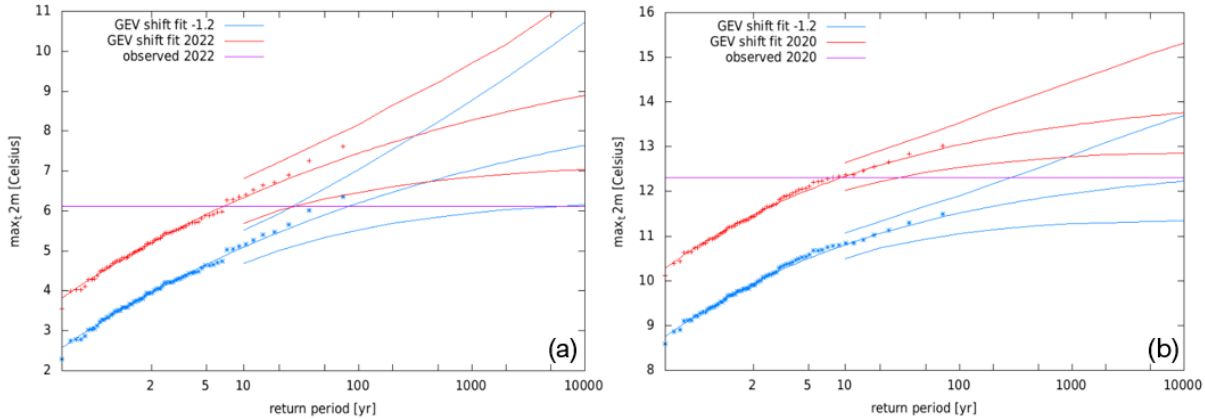 GEV shift fit -1.2
GEV shift fit 2022
observed 2022
11
10
9
8
7
6
5
4
3
2
max_t 2m [Celsius]
2
5
10
100
1000
10000
return period [yr]
(a)
GEV shift fit -1.2
GEV shift fit 2020
observed 2020
16
15
14
13
12
11
10
9
8
max_t 2m [Celsius]
2
5
10
100
1000
10000
return period [yr]
(b)